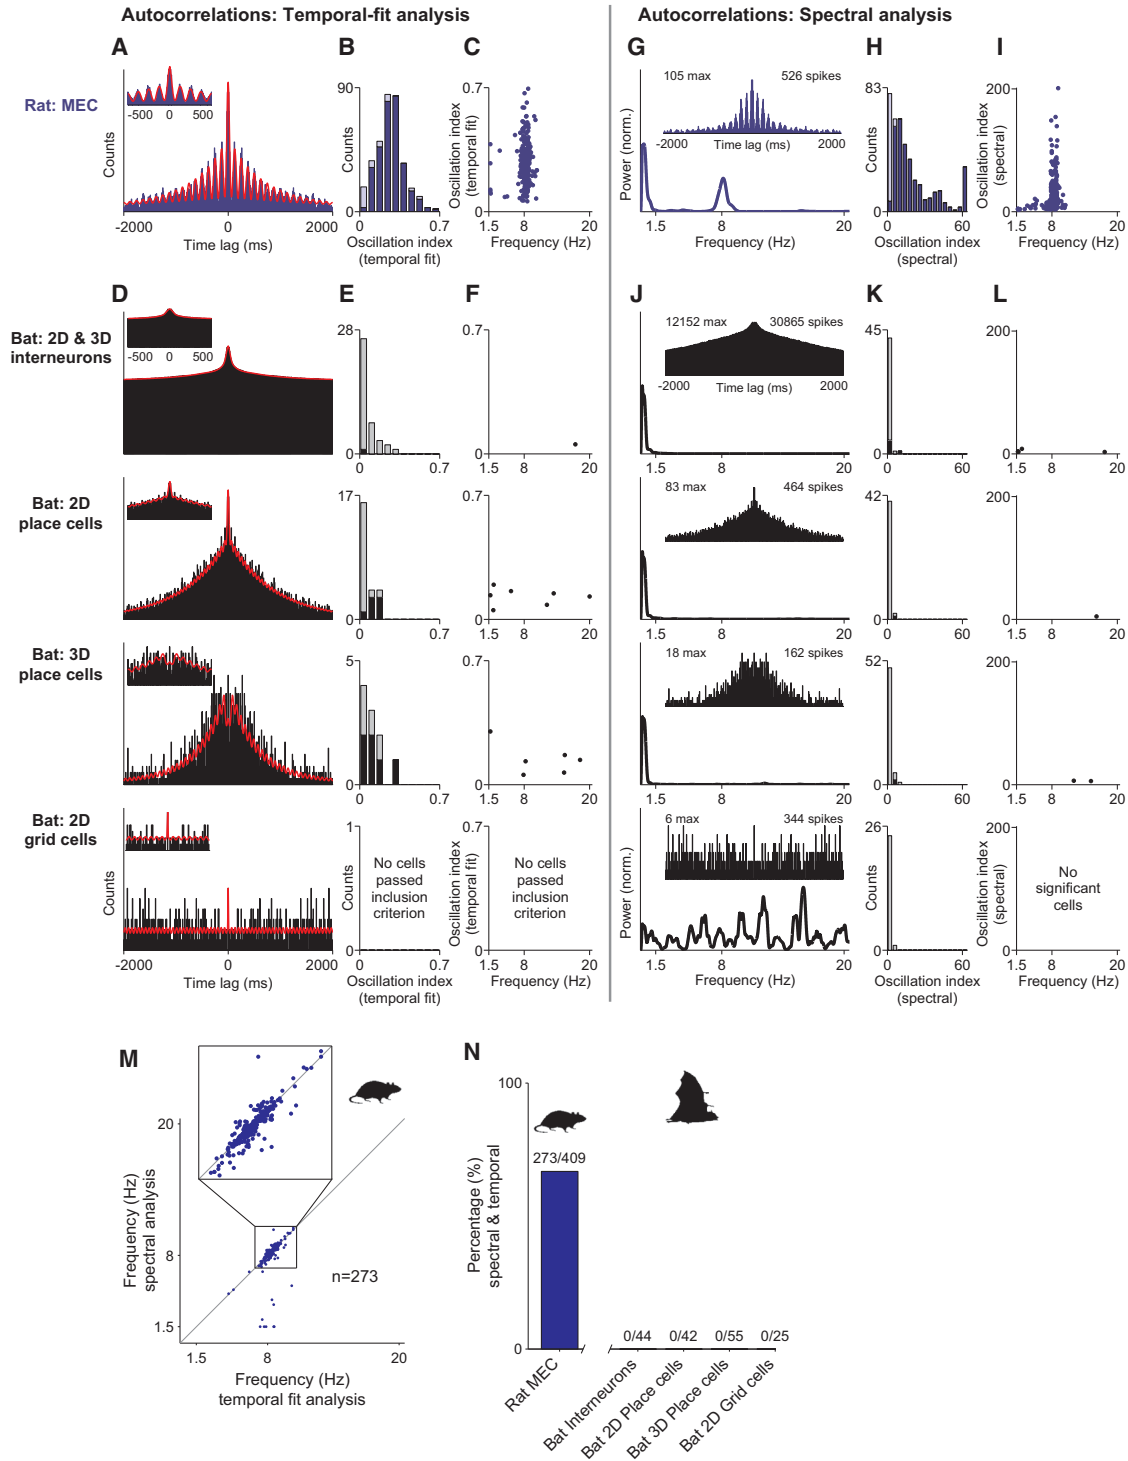 Autocorrelations: Temporal-fit analysis
Autocorrelations: Spectral analysis
A
B
C
G
H
I
Rat: MEC
-500 0 500
Counts
-2000 0 2000
Time lag (ms)
90
Counts
0
0 0.7
Oscillation index
(temporal fit)
0.7
Oscillation index
(temporal fit)
0
1.5 8 20
Frequency (Hz)
105 max 526 spikes
-2000 2000
Time lag (ms)
Power (norm.)
1.5 8 20
Frequency (Hz)
83
Counts
0
0 60
Oscillation index
(spectral)
200
Oscillation index
(spectral)
0
1.5 8 20
Frequency (Hz)
D
E
F
J
K
L
Bat: 2D & 3D
interneurons
-500 0 500
28
0
0 0.7
0.7
0
1.5 8 20
12152 max 30865 spikes
-2000 2000
Time lag (ms)
1.5 8 20
45
0
0 60
200
0
1.5 8 20
Bat: 2D
place cells
17
0
0 0.7
0.7
0
1.5 8 20
83 max 464 spikes
1.5 8 20
42
0
0 60
200
0
1.5 8 20
Bat: 3D
place cells
5
0
0 0.7
0.7
0
1.5 8 20
18 max 162 spikes
1.5 8 20
52
0
0 60
200
0
1.5 8 20
Bat: 2D
grid cells
Counts
-2000 0 2000
Time lag (ms)
1
Counts
No cells
passed
inclusion
criterion
0
0 0.7
Oscillation index
(temporal fit)
0.7
Oscillation index
(temporal fit)
No cells
passed
inclusion
criterion
0
1.5 8 20
Frequency (Hz)
6 max 344 spikes
Power (norm.)
1.5 8 20
Frequency (Hz)
26
Counts
0
0 60
Oscillation index
(spectral)
200
Oscillation index
(spectral)
No
significant
cells
0
1.5 8 20
Frequency (Hz)
M
20
8
1.5
Frequency (Hz)
spectral analysis
n=273
1.5 8 20
Frequency (Hz)
temporal fit analysis
N
100
0
Percentage (%)
spectral & temporal
273/409
0/44 0/42 0/55 0/25
Rat MEC
Bat Interneurons
Bat 2D Place cells
Bat 3D Place cells
Bat 2D Grid cells